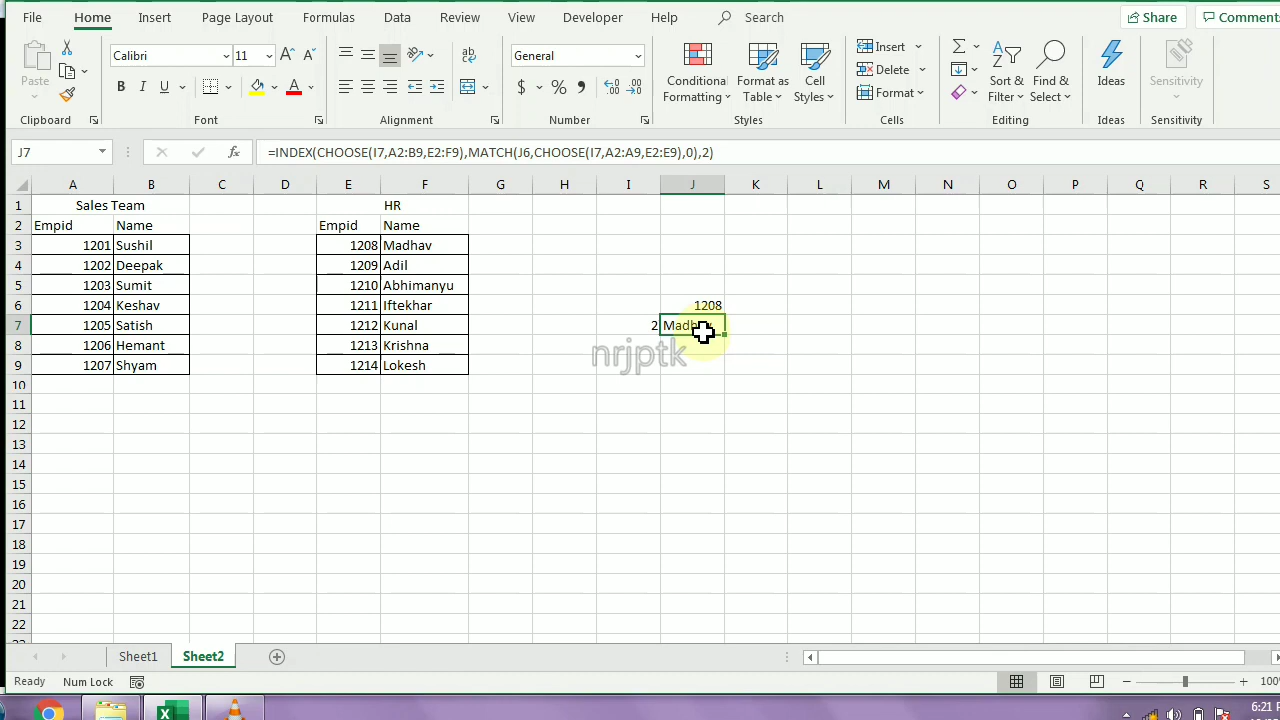 File Home Insert Page Layout Formulas Data Review View Developer Help Search Share Comment
Calibri 11 General Insert
Paste B I U $ % Conditiona Format as Cell Delete Sort & Find & Ideas Sensitivity
Formatting Table Styles Format Filter Select
Clipboard Font Alignment Number Styles Cells Editing Ideas Sensitivity
J7 fx =INDEX(CHOOSE(I7,A2:B9,E2:F9),MATCH(J6,CHOOSE(I7,A2:A9,E2:E9),0),2)
A B C D E F G H I J K L M N O P Q R S
1 Sales Team HR
2 Empid Name Empid Name
3 1201 Sushil 1208 Madhav
4 1202 Deepak 1209 Adil
5 1203 Sumit 1210 Abhimanyu
6 1204 Keshav 1211 Iftekhar 1208
7 1205 Satish 1212 Kunal 2
8 1206 Hemant 1213 Krishna
nrjptk
9 1207 Shyam 1214 Lokesh
10
11
12
13
14
15
16
17
18
19
20
21
22
Sheet1 Sheet2
Ready Num Lock 100%
6:21 P